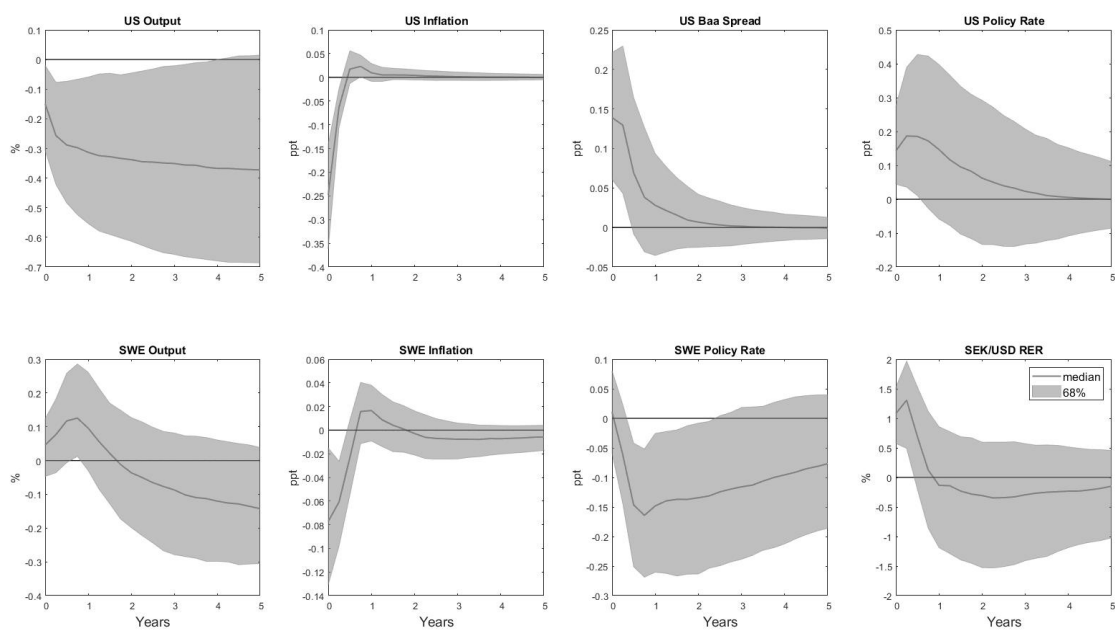 US Output
US Inflation
US Baa Spread
US Policy Rate
0.1
0
-0.1
-0.2
-0.3
-0.4
-0.5
-0.6
-0.7
%
0 1 2 3 4 5
0.1
0.05
0
-0.05
-0.1
-0.15
-0.2
-0.25
-0.3
-0.35
-0.4
ppt
0 1 2 3 4 5
0.25
0.2
0.15
0.1
0.05
0
-0.05
ppt
0 1 2 3 4 5
0.5
0.4
0.3
0.2
0.1
0
-0.1
-0.2
ppt
0 1 2 3 4 5
SWE Output
SWE Inflation
SWE Policy Rate
SEK/USD RER
0.3
0.2
0.1
0
-0.1
-0.2
-0.3
-0.4
%
0 1 2 3 4 5
Years
0.06
0.04
0.02
0
-0.02
-0.04
-0.06
-0.08
-0.1
-0.12
-0.14
ppt
0 1 2 3 4 5
Years
0.1
0.05
0
-0.05
-0.1
-0.15
-0.2
-0.25
-0.3
ppt
0 1 2 3 4 5
Years
2
1.5
1
0.5
0
-0.5
-1
-1.5
-2
%
0 1 2 3 4 5
Years
median
68%